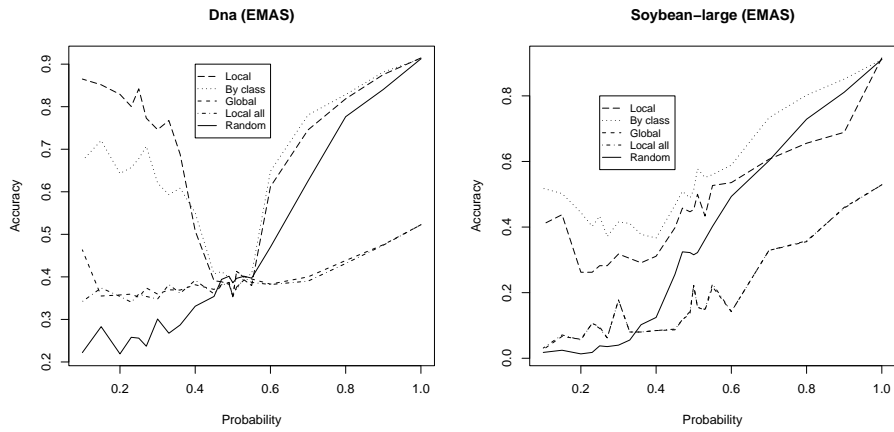 Dna (EMAS)
Accuracy
0.9
0.8
0.7
0.6
0.5
0.4
0.3
0.2
Local
By class
Global
Local all
Random
0.2
0.4
0.6
0.8
1.0
Probability
Soybean−large (EMAS)
Accuracy
0.8
0.6
0.4
0.2
0.0
Local
By class
Global
Local all
Random
0.2
0.4
0.6
0.8
1.0
Probability